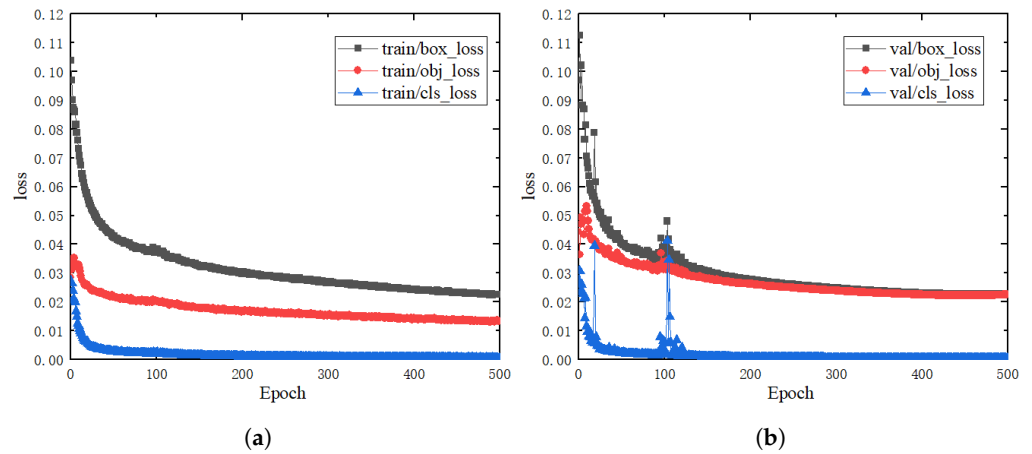 0.12
0.11
0.10
0.09
0.08
0.07
0.06
0.05
0.04
0.03
0.02
0.01
0.00
loss
train/box_loss
train/obj_loss
train/cls_loss
0 100 200 300 400 500
Epoch
(a)
0.12
0.11
0.10
0.09
0.08
0.07
0.06
0.05
0.04
0.03
0.02
0.01
0.00
loss
val/box_loss
val/obj_loss
val/cls_loss
0 100 200 300 400 500
Epoch
(b)